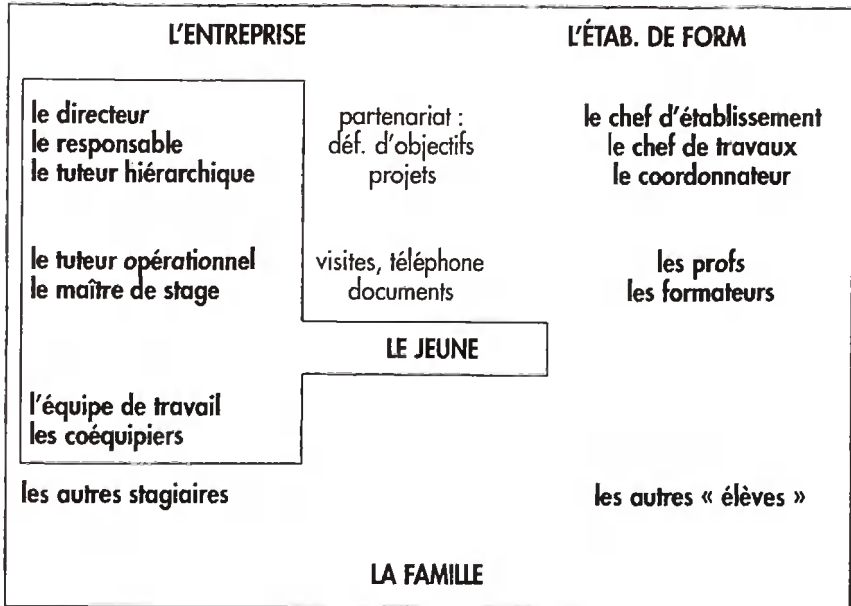 L'ENTREPRISE
L'ÉTAB. DE FORM
le directeur
le responsable
le tuteur hiérarchique
partenariat :
déf. d'objectifs
projets
le chef d'établissement
le chef de travaux
le coordonnateur
le tuteur opérationnel
le maître de stage
visites, téléphone
documents
les profs
les formateurs
LE JEUNE
l'équipe de travail
les coéquipiers
les autres stagiaires
les autres « élèves »
LA FAMILLE